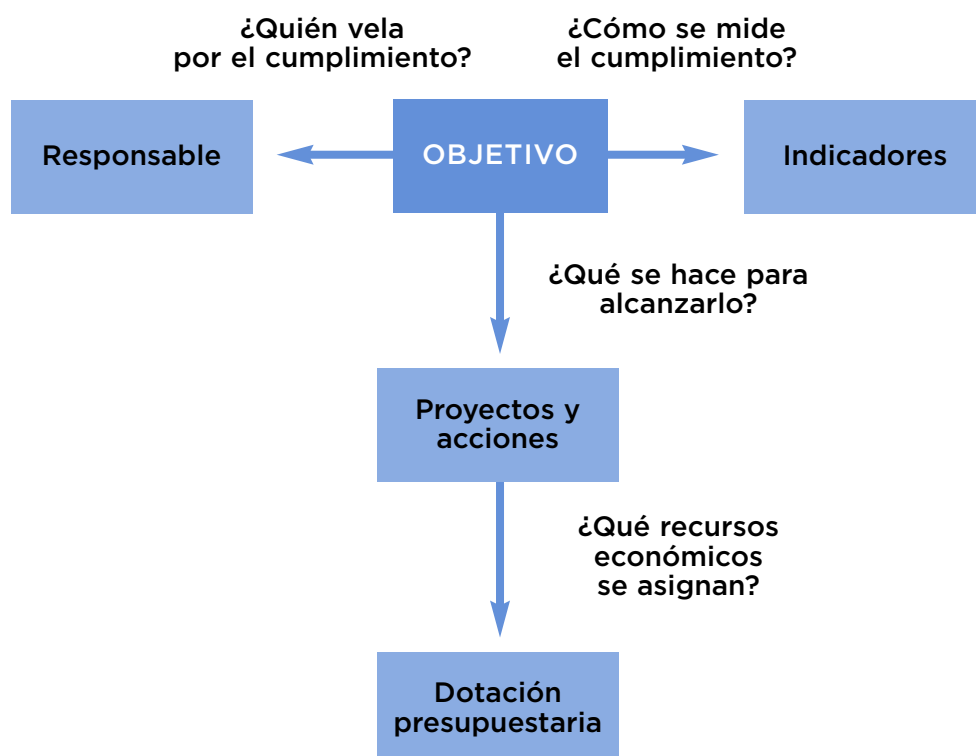 ¿Quién vela
por el cumplimiento?
¿Cómo se mide
el cumplimiento?
Responsable
OBJETIVO
Indicadores
¿Qué se hace para
alcanzarlo?
Proyectos y
acciones
¿Qué recursos
económicos
se asignan?
Dotación
presupuestaria